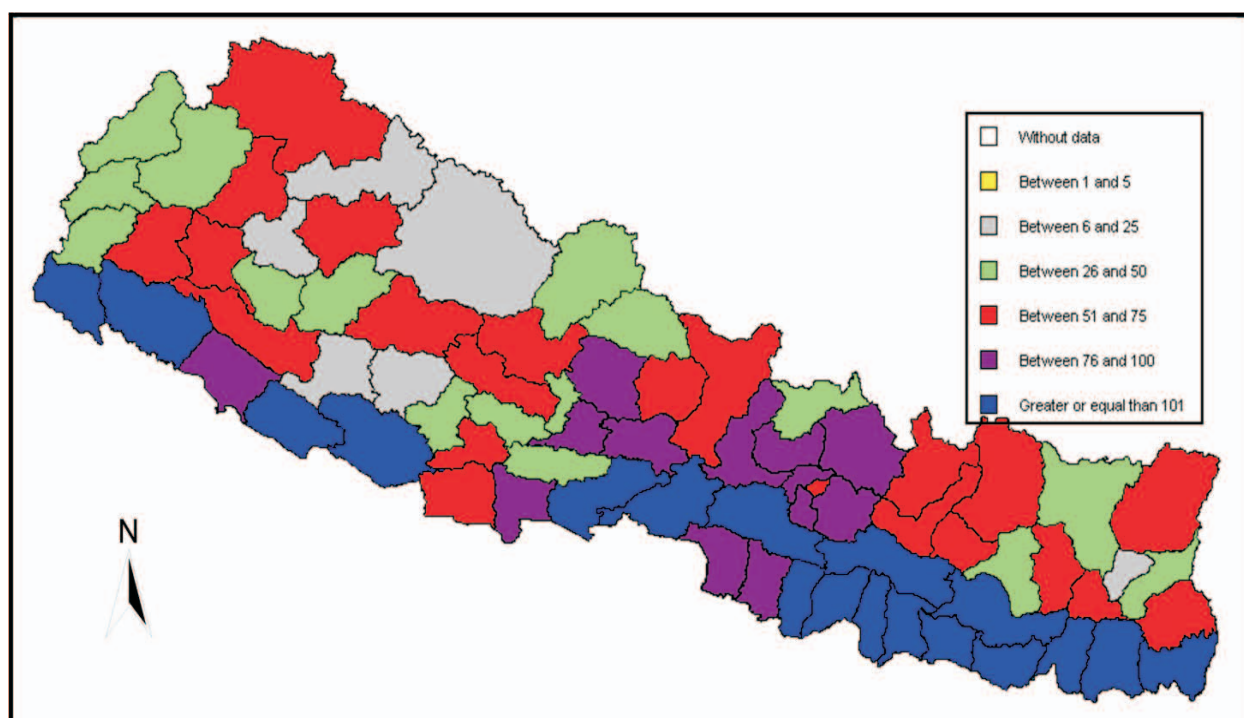 Without data
Between 1 and 5
Between 6 and 25
Between 26 and 50
Between 51 and 75
Between 76 and 100
Greater or equal than 101
N